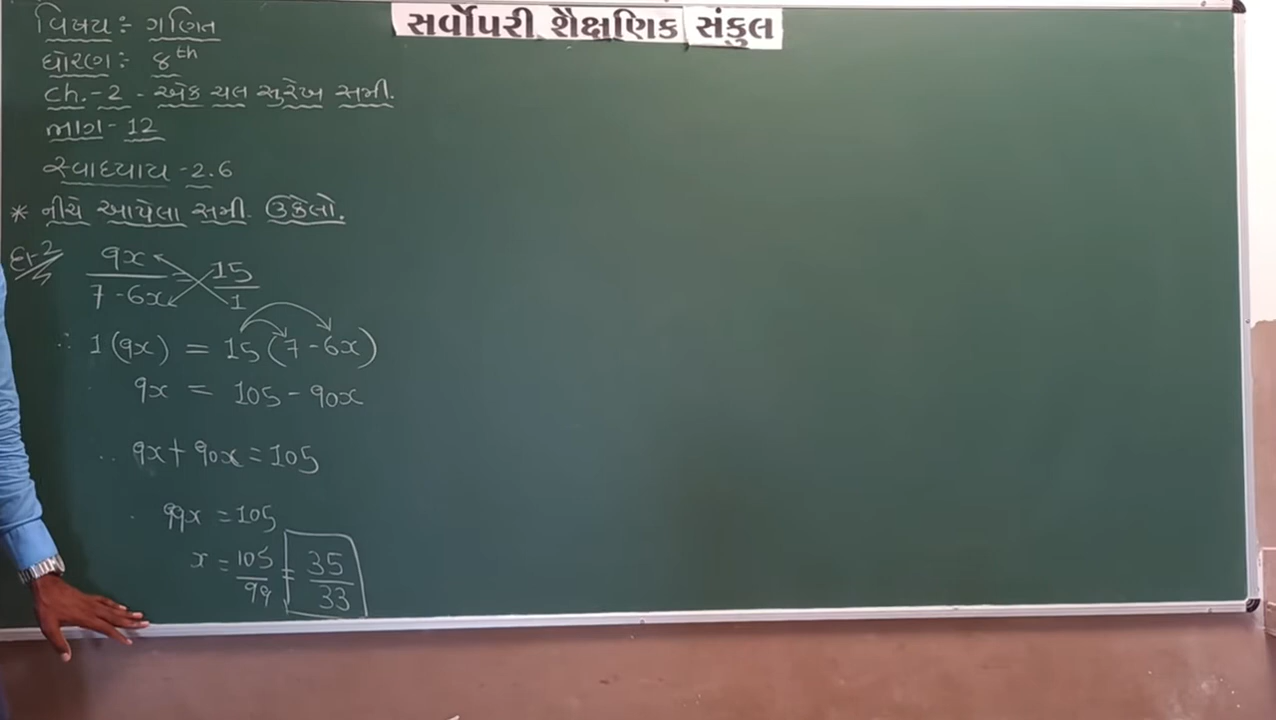 સર્વોપરી શૈક્ષણિક સંકુલ
વિષય : ગણિત
ધોરણ : 8th
Ch.-2 - એક ચલ સુરેખ સમી.
ભાગ - 12
સ્વાધ્યાય - 2.6
* નીચે આપેલા સમી. ઉકેલો.
દા-2 9x/7-6x = 15/1
∴ 1(9x) = 15(7-6x)
9x = 105 - 90x
∴ 9x + 90x = 105
99x = 105
x = 105/99 = 35/33